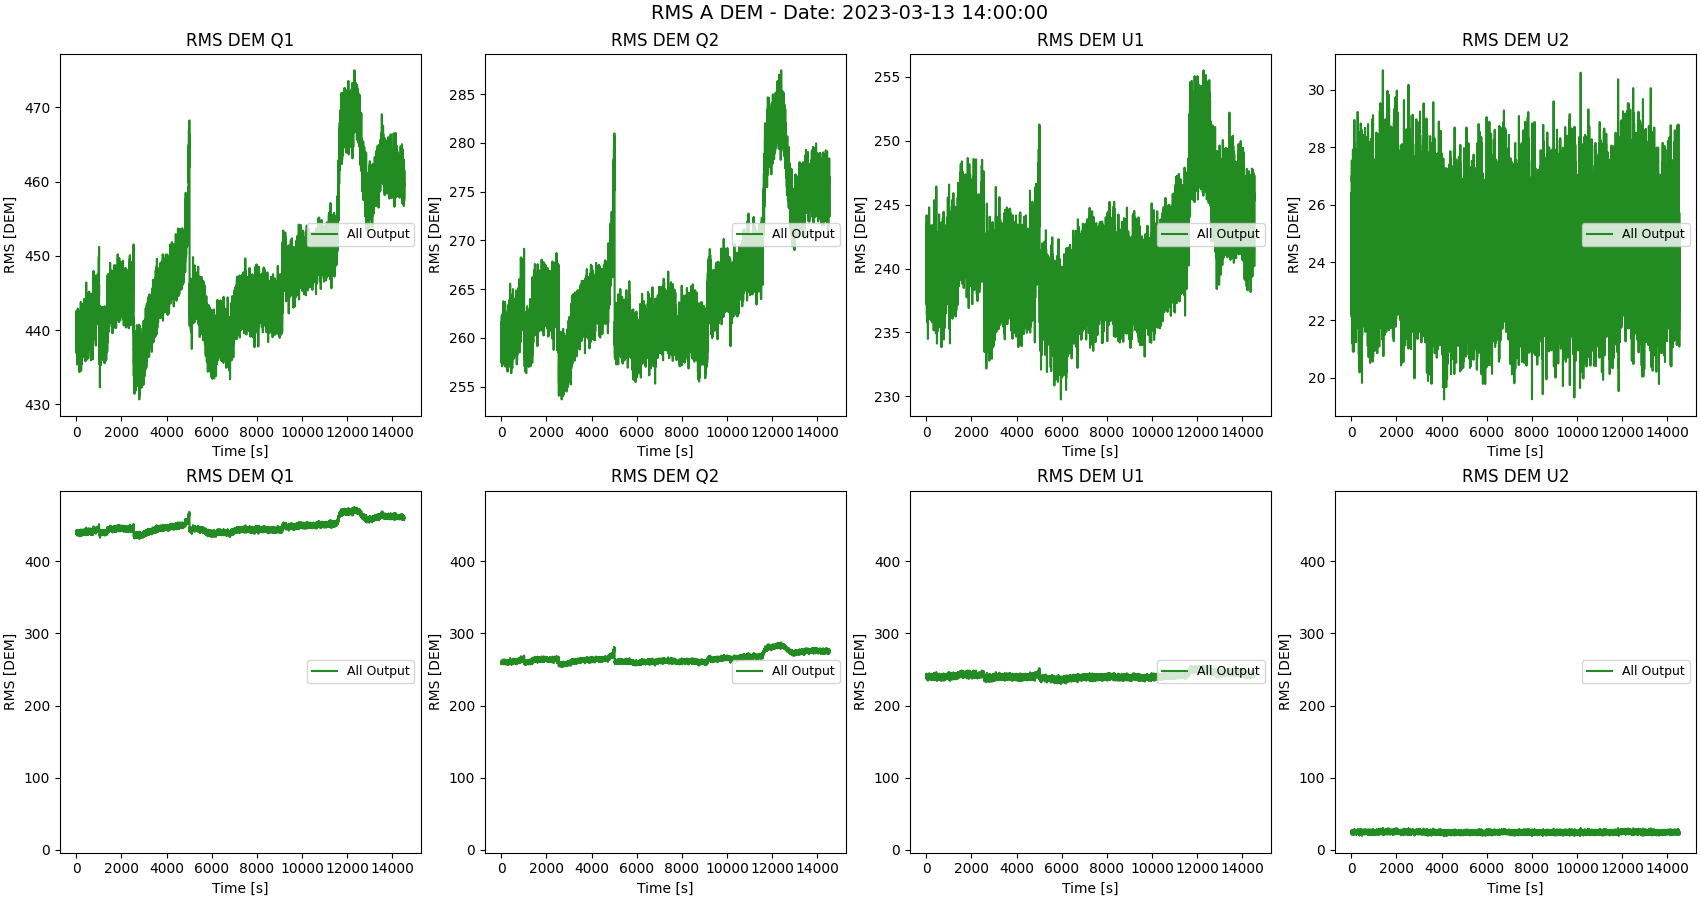 RMS A DEM - Date: 2023-03-13 14:00:00
RMS DEM Q1
RMS [DEM]
470
460
450
440
430
0 2000 4000 6000 8000 10000 12000 14000
Time [s]
All Output
RMS DEM Q2
RMS [DEM]
285
280
275
270
265
260
255
0 2000 4000 6000 8000 10000 12000 14000
Time [s]
All Output
RMS DEM U1
RMS [DEM]
255
250
245
240
235
230
0 2000 4000 6000 8000 10000 12000 14000
Time [s]
All Output
RMS DEM U2
RMS [DEM]
30
28
26
24
22
20
0 2000 4000 6000 8000 10000 12000 14000
Time [s]
All Output
RMS DEM Q1
RMS [DEM]
400
300
200
100
0
0 2000 4000 6000 8000 10000 12000 14000
Time [s]
All Output
RMS DEM Q2
RMS [DEM]
400
300
200
100
0
0 2000 4000 6000 8000 10000 12000 14000
Time [s]
All Output
RMS DEM U1
RMS [DEM]
400
300
200
100
0
0 2000 4000 6000 8000 10000 12000 14000
Time [s]
All Output
RMS DEM U2
RMS [DEM]
400
300
200
100
0
0 2000 4000 6000 8000 10000 12000 14000
Time [s]
All Output